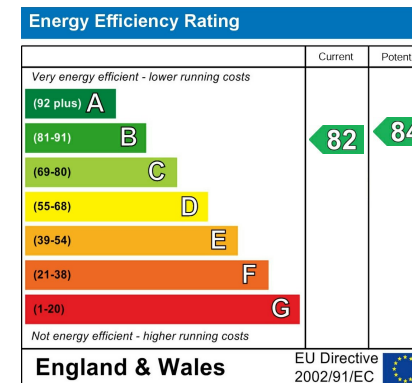 Energy Efficiency Rating
Current Potent
Very energy efficient - lower running costs
(92 plus) A
(81-91) B
82 84
(69-80) C
(55-68) D
(39-54) E
(21-38) F
(1-20) G
Not energy efficient - higher running costs
England & Wales
EU Directive
2002/91/EC